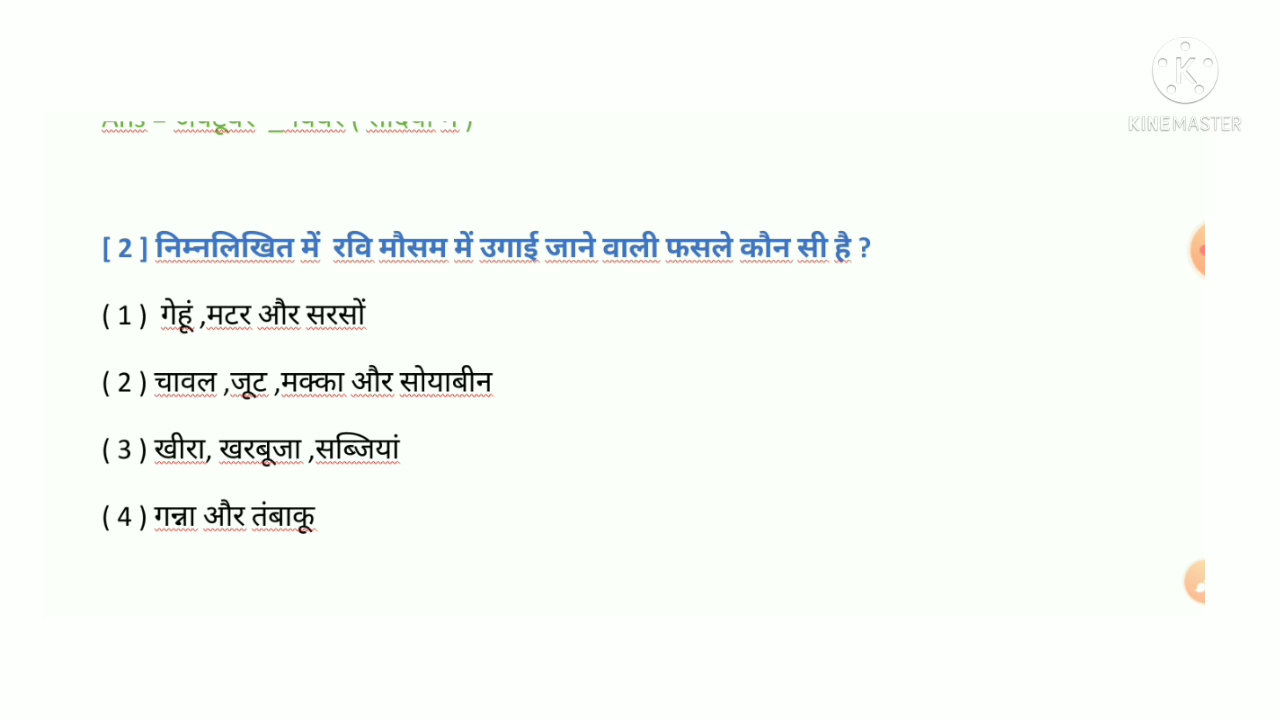 KINEMASTER
[ 2 ] निम्नलिखित में रवि मौसम में उगाई जाने वाली फसले कौन सी है ?
( 1 ) गेहूं ,मटर और सरसों
( 2 ) चावल ,जूट ,मक्का और सोयाबीन
( 3 ) खीरा, खरबूजा ,सब्जियां
( 4 ) गन्ना और तंबाकू